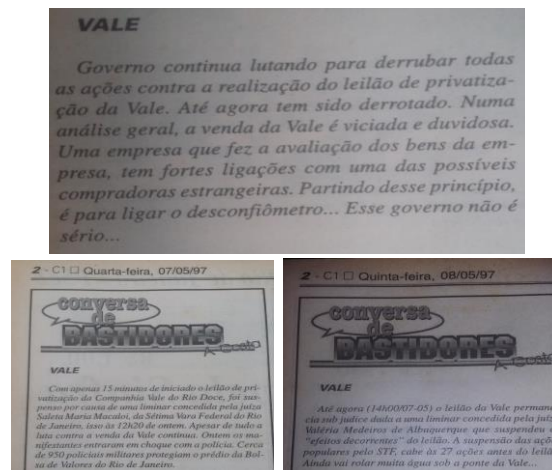 VALE
Governo continua lutando para derrubar todas
as ações contra a realização do leilão de privatiza-
ção da Vale. Até agora tem sido derrotado. Numa
análise geral, a venda da Vale é viciada e duvidosa.
Uma empresa que fez a avaliação dos bens da em-
presa, tem fortes ligações com uma das possíveis
compradoras estrangeiras. Partindo desse princípio,
é para ligar o desconfiômetro... Esse governo não é
sério...
2 - C1 □ Quarta-feira, 07/05/97
conversa
de
BASTIDORES
VALE
Com apenas 15 minutos de iniciado o leilão de pri-
vatização da Companhia Vale do Rio Doce, foi sus-
penso por causa de uma liminar concedida pela juíza
Saleta Maria Macaloi, da Sétima Vara Federal do Rio
de Janeiro, isso às 12h20 de ontem. Apesar de tudo a
luta contra a venda da Vale continua. Ontem os ma-
nifestantes entraram em choque com a polícia. Cerca
de 950 policiais militares protegiam o prédio da Bol-
sa de Valores do Rio de Janeiro.
2 - C1 □ Quinta-feira, 08/05/97
conversa
de
BASTIDORES
VALE
Até agora (14h00/07-05) o leilão da Vale
cia sub judice dada a uma liminar concedida pela
Valéria Medeiros de Albuquerque que suspendeu
"efeitos decorrentes" do leilão. A suspensão das
populares pelo STF, cabe às 27 ações antes do
Ainda vai rolar muita água sob a ponte da Vale...